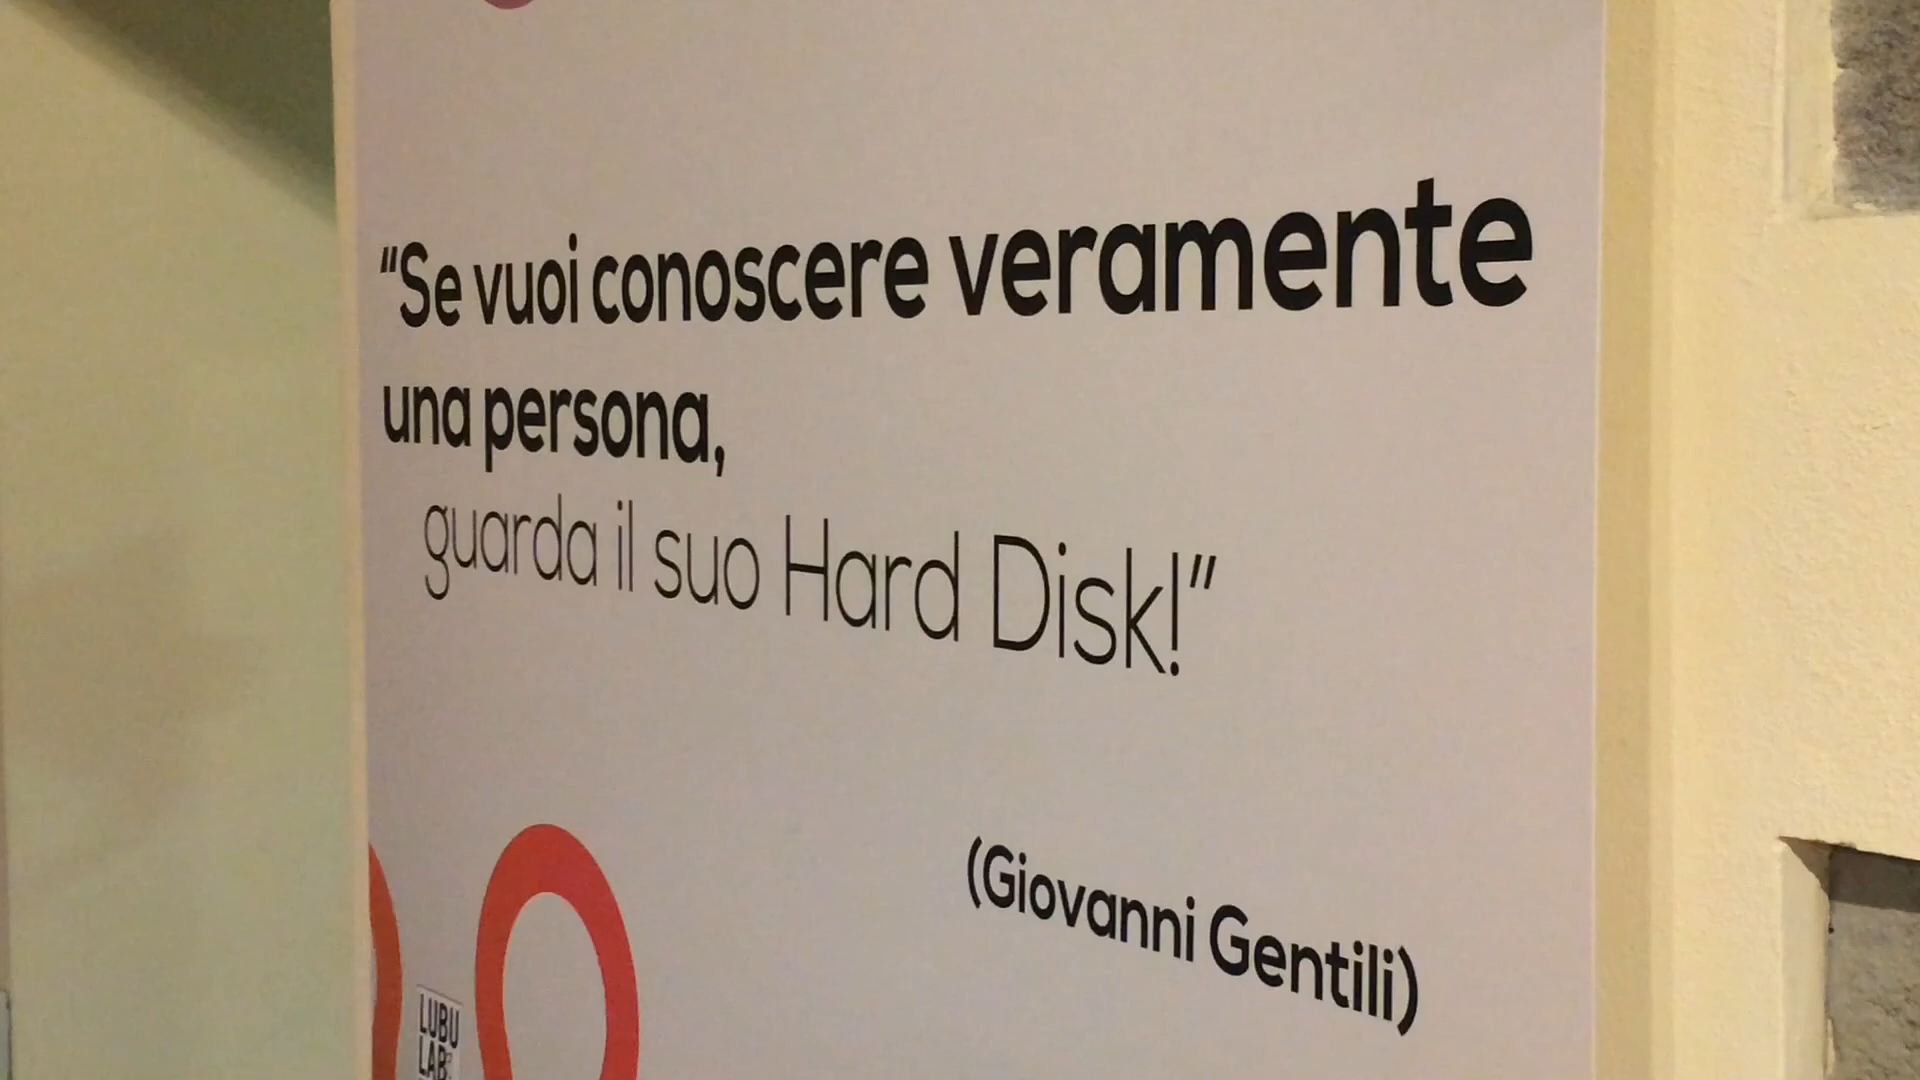 “Se vuoi conoscere veramente
una persona,
guarda il suo Hard Disk!”
(Giovanni Gentili)
LUBU
LAB